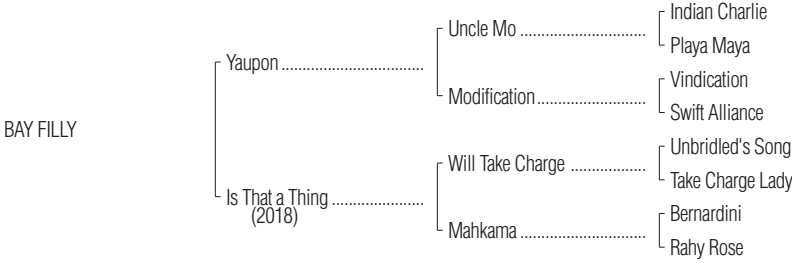 Indian Charlie
Uncle Mo ..............................
Playa Maya
Yaupon ..................................
Vindication
Modification ..........................
Swift Alliance
BAY FILLY
Unbridled's Song
Will Take Charge ..................
Take Charge Lady
Is That a Thing ......................
(2018)
Bernardini
Mahkama ..............................
Rahy Rose